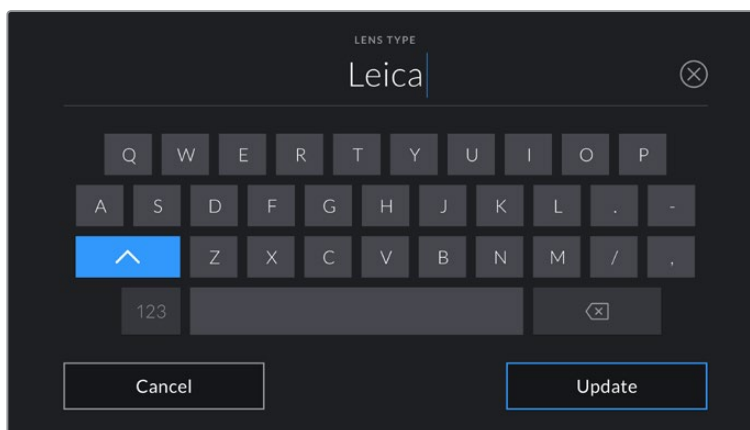 LENS TYPE
Leica
Q W E R T Y U I O P
A S D F G H J K L . -
Z X C V B N M / ,
123
Cancel Update